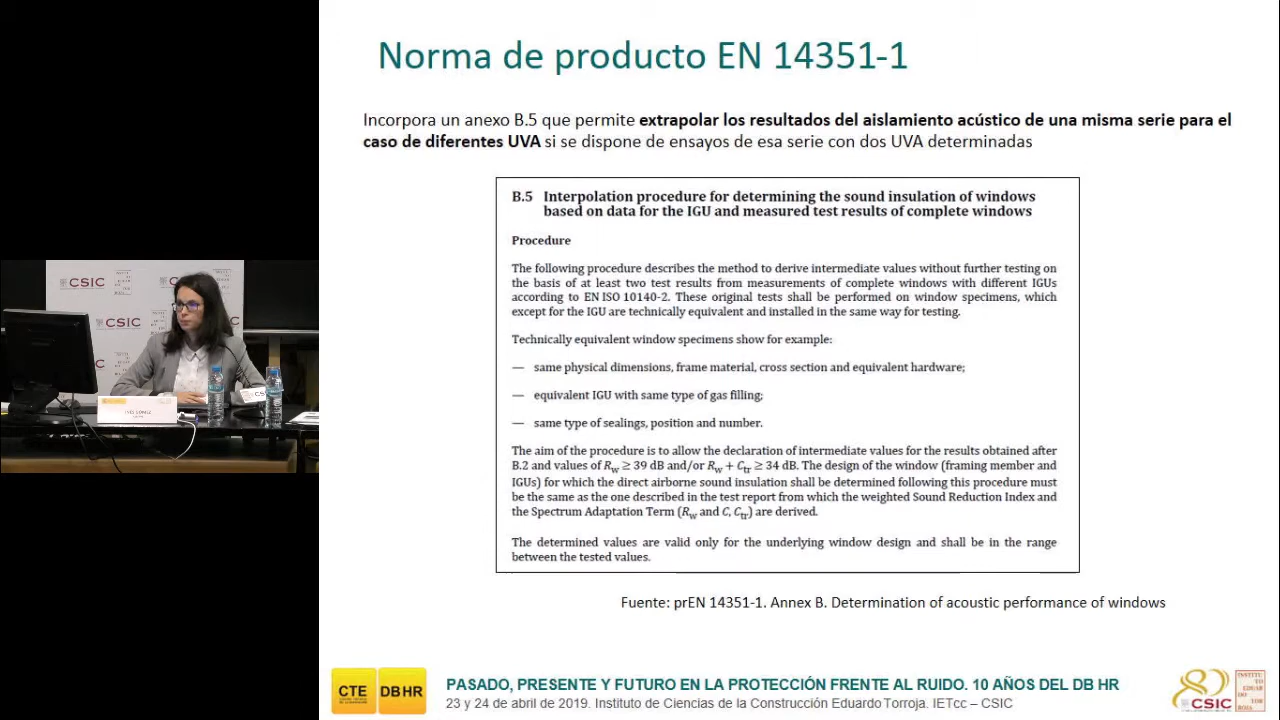 Norma de producto EN 14351-1
Incorpora un anexo B.5 que permite extrapolar los resultados del aislamiento acústico de una misma serie para el
caso de diferentes UVA si se dispone de ensayos de esa serie con dos UVA determinadas
B.5 Interpolation procedure for determining the sound insulation of windows
based on data for the IGU and measured test results of complete windows
Procedure
The following procedure describes the method to derive intermediate values without further testing on
the basis of at least two test results from measurements of complete windows with different IGUs
according to EN ISO 10140-2. These original tests shall be performed on window specimens, which
except for the IGU are technically equivalent and installed in the same way for testing.
Technically equivalent window specimens show for example:
— same physical dimensions, frame material, cross section and equivalent hardware;
— equivalent IGU with same type of gas filling;
— same type of sealings, position and number.
The aim of the procedure is to allow the declaration of intermediate values for the results obtained after
B.2 and values of Rw ≥ 39 dB and/or Rw + Ctr ≥ 34 dB. The design of the window (framing member and
IGUs) for which the direct airborne sound insulation shall be determined following this procedure must
be the same as the one described in the test report from which the weighted Sound Reduction Index and
the Spectrum Adaptation Term (Rw and C, Ctr) are derived.
The determined values are valid only for the underlying window design and shall be in the range
between the tested values.
Fuente: prEN 14351-1. Annex B. Determination of acoustic performance of windows
CSIC
CSIC
CSIC
CSIC
INÉS GÓMEZ
CTE
DB HR
PASADO, PRESENTE Y FUTURO EN LA PROTECCIÓN FRENTE AL RUIDO. 10 AÑOS DEL DB HR
23 y 24 de abril de 2019. Instituto de Ciencias de la Construcción Eduardo Torroja. IETcc – CSIC
80
CSIC
INSTITU
TO
EDUAR
DO
TOR
ROJA